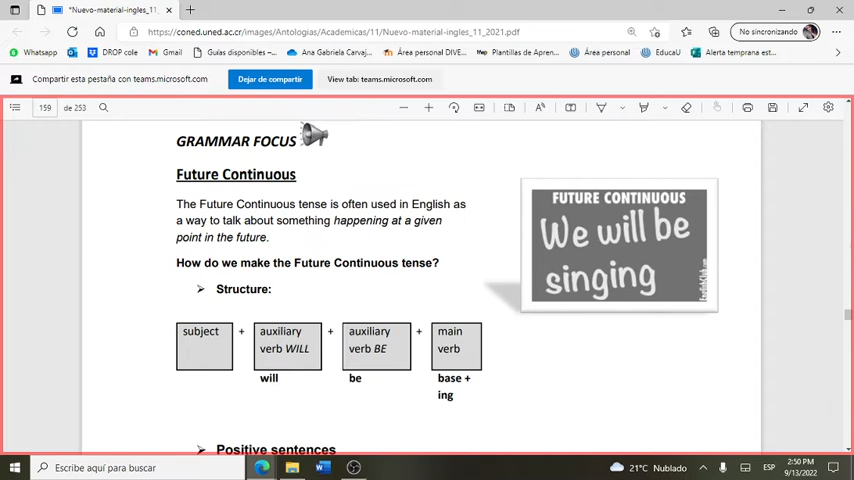 *Nuevo-material-ingles_11_
https://coned.uned.ac.cr/images/Antologias/Academicas/11/Nuevo-material-ingles_11_2021.pdf
No sincronizando
Whatsapp
DROP cole
Gmail
Guías disponibles –...
Ana Gabriela Carvaj...
Área personal DIVE...
Plantillas de Apren...
Área personal
EducaU
Alerta temprana est...
Compartir esta pestaña con teams.microsoft.com
Dejar de compartir
View tab: teams.microsoft.com
159 de 253
GRAMMAR FOCUS
Future Continuous
The Future Continuous tense is often used in English as
a way to talk about something happening at a given
point in the future.
How do we make the Future Continuous tense?
Structure:
subject + auxiliary verb WILL + auxiliary verb BE + main verb
will be base + ing
FUTURE CONTINUOUS
We will be
singing
EnglishClub.com
Positive sentences
Escribe aquí para buscar
21°C Nublado
ESP
2:50 PM
9/13/2022